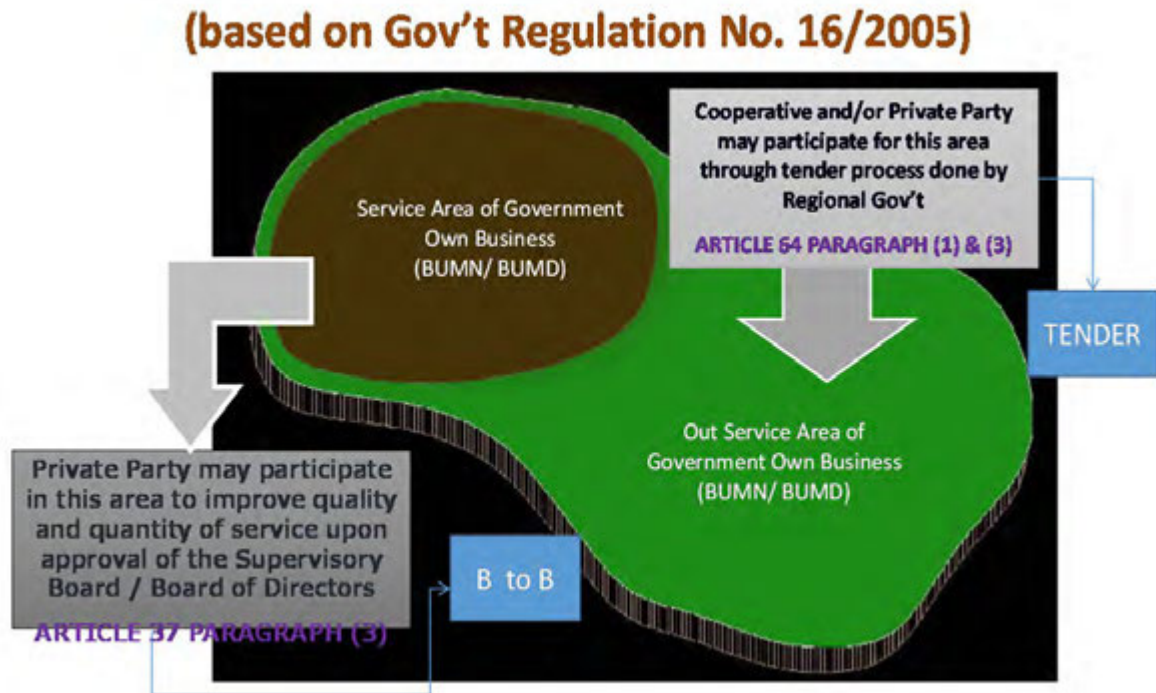 (based on Gov't Regulation No. 16/2005)
Cooperative and/or Private Party
may participate for this area
through tender process done by
Regional Gov't
ARTICLE 64 PARAGRAPH (1) & (3)
Service Area of Government
Own Business
(BUMN/ BUMD)
TENDER
Out Service Area of
Government Own Business
(BUMN/ BUMD)
Private Party may participate
in this area to improve quality
and quantity of service upon
approval of the Supervisory
Board / Board of Directors
ARTICLE 37 PARAGRAPH (3)
B to B